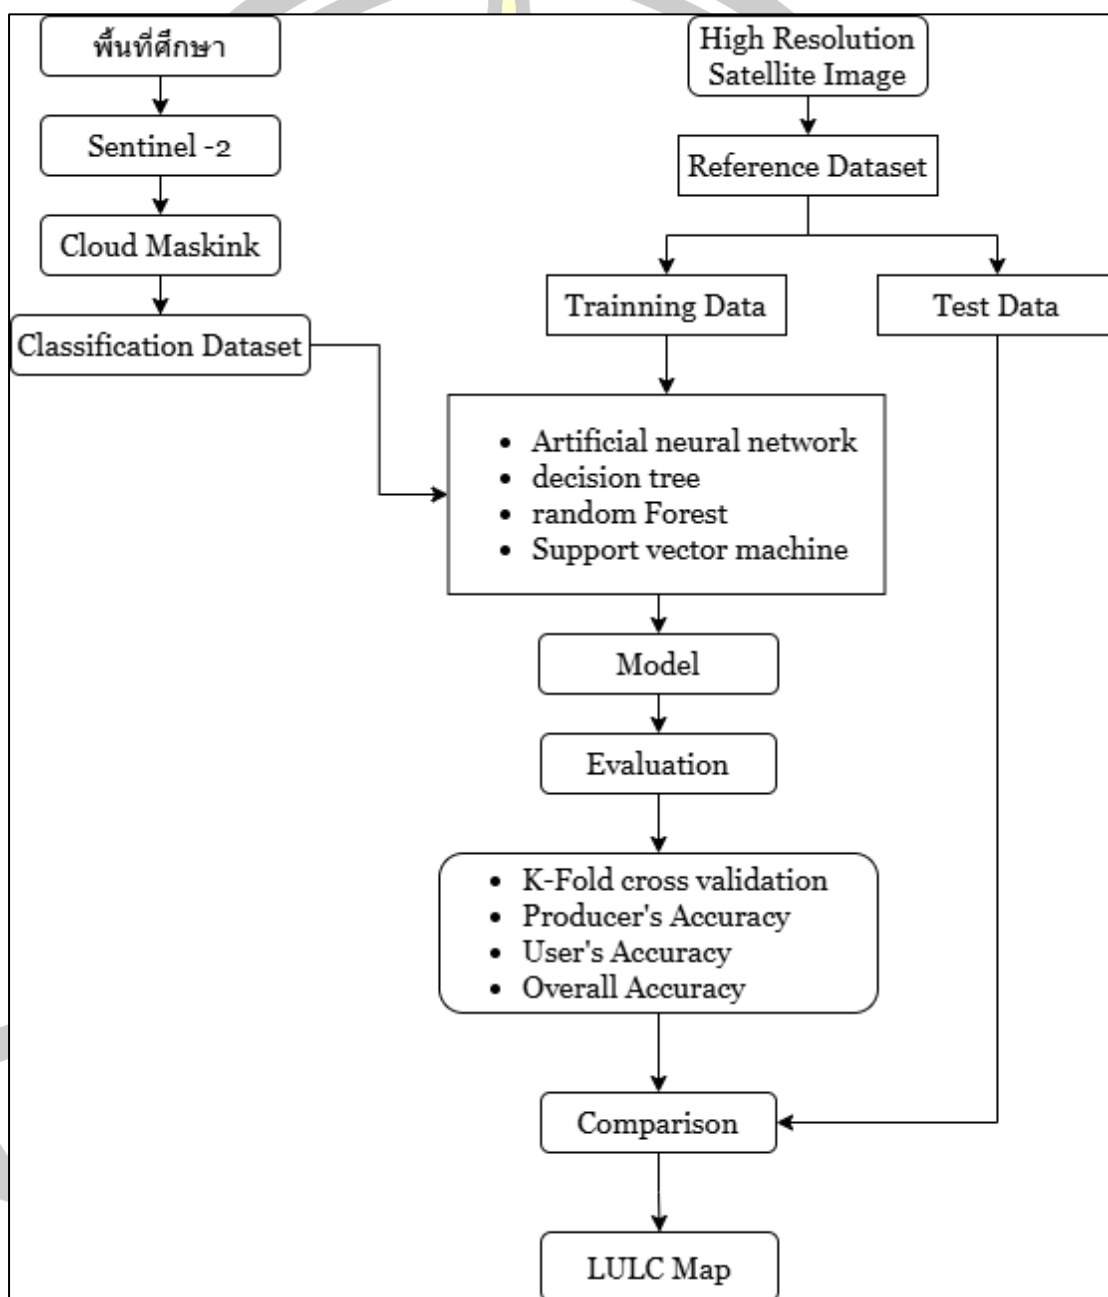 พื้นที่ศึกษา
Sentinel -2
Cloud Maskink
Classification Dataset
High Resolution
Satellite Image
Reference Dataset
Trainning Data
Test Data
• Artificial neural network
• decision tree
• random Forest
• Support vector machine
Model
Evaluation
• K-Fold cross validation
• Producer's Accuracy
• User's Accuracy
• Overall Accuracy
Comparison
LULC Map